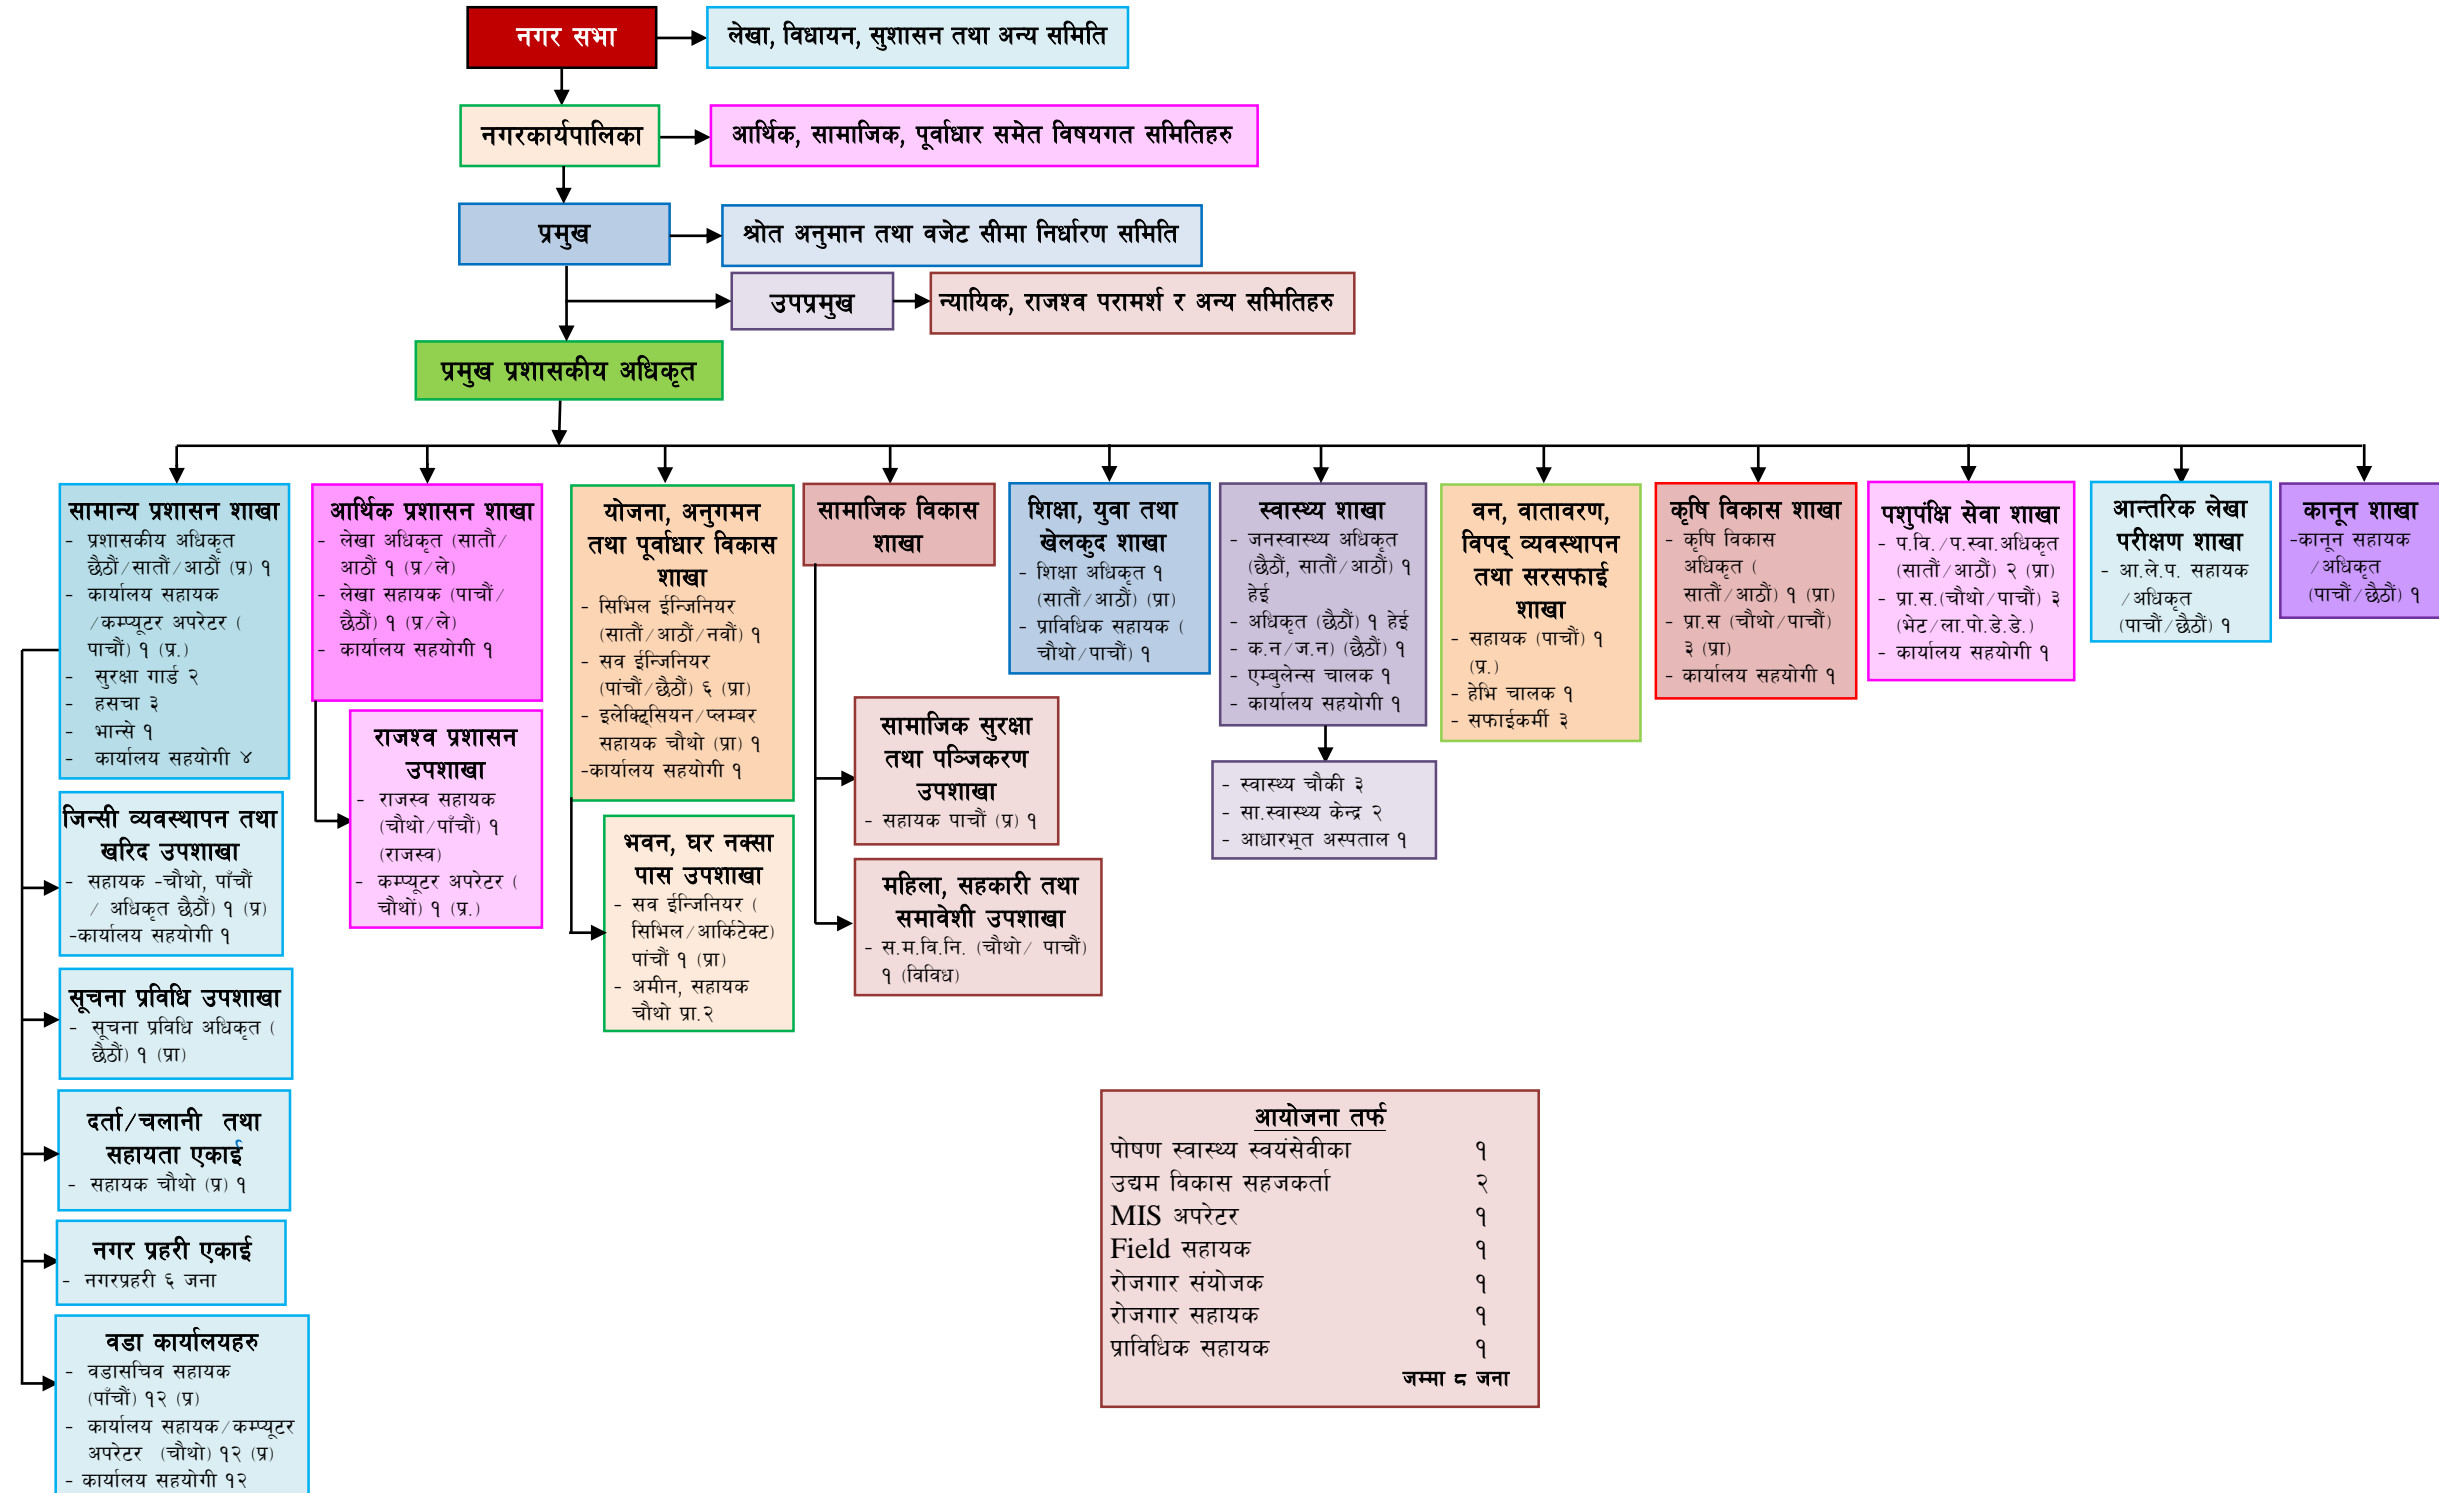 नगर सभा
लेखा, विधायन, सुशासन तथा अन्य समिति
नगरकार्यपालिका
आर्थिक, सामाजिक, पूर्वाधार समेत विषयगत समितिहरु
प्रमुख
श्रोत अनुमान तथा वजेट सीमा निर्धारण समिति
उपप्रमुख
न्यायिक, राजश्व परामर्श र अन्य समितिहरु
प्रमुख प्रशासकीय अधिकृत
सामान्य प्रशासन शाखा
- प्रशासकीय अधिकृत
छैठौं/सातौं/आठौं (प्र) १
- कार्यालय सहायक
/कम्प्यूटर अपरेटर (
पाचौं) १ (प्र.)
- सुरक्षा गार्ड २
- हसचा ३
- भान्से १
- कार्यालय सहयोगी ४
जिन्सी व्यवस्थापन तथा
खरिद उपशाखा
- सहायक -चौथो, पाँचौं
/ अधिकृत छैठौं) १ (प्र)
-कार्यालय सहयोगी १
सूचना प्रविधि उपशाखा
- सूचना प्रविधि अधिकृत (
छैठौं) १ (प्रा)
दर्ता/चलानी तथा
सहायता एकाई
- सहायक चौथो (प्र) १
नगर प्रहरी एकाई
- नगरप्रहरी ६ जना
वडा कार्यालयहरु
- वडासचिव सहायक
(पाँचौं) १२ (प्र)
- कार्यालय सहायक/कम्प्यूटर
अपरेटर (चौथो) १२ (प्र)
- कार्यालय सहयोगी १२
आर्थिक प्रशासन शाखा
- लेखा अधिकृत (सातौ/
आठौं १ (प्र/ले)
- लेखा सहायक (पाचौं/
छैठौं) १ (प्र/ले)
- कार्यालय सहयोगी १
राजश्व प्रशासन
उपशाखा
- राजस्व सहायक
(चौथो/पाँचौं) १
(राजस्व)
- कम्प्यूटर अपरेटर (
चौथों) १ (प्र.)
योजना, अनुगमन
तथा पूर्वाधार विकास
शाखा
- सिभिल ईन्जिनियर
(सातौं/आठौं/नवौं) १
- सव ईन्जिनियर
(पांचौं/छैठौं) ६ (प्रा)
- इलेक्ट्रिसियन/प्लम्बर
सहायक चौथो (प्रा) १
-कार्यालय सहयोगी १
भवन, घर नक्सा
पास उपशाखा
- सव ईन्जिनियर (
सिभिल/आर्किटेक्ट)
पांचौं १ (प्रा)
- अमीन, सहायक
चौथो प्रा.२
सामाजिक विकास
शाखा
सामाजिक सुरक्षा
तथा पञ्जिकरण
उपशाखा
- सहायक पाचौं (प्र) १
महिला, सहकारी तथा
समावेशी उपशाखा
- स.म.वि.नि. (चौथो/ पाचौं)
१ (विविध)
शिक्षा, युवा तथा
खेलकुद शाखा
- शिक्षा अधिकृत १
(सातौं/आठौं) (प्रा)
- प्राविधिक सहायक (
चौथो/पाचौं) १
स्वास्थ्य शाखा
- जनस्वास्थ्य अधिकृत
(छैठौं, सातौं/आठौं) १
हेई
- अधिकृत (छैठौं) १ हेई
- क.न/ज.न) (छैठौं) १
- एम्बुलेन्स चालक १
- कार्यालय सहयोगी १
- स्वास्थ्य चौकी ३
- सा.स्वास्थ्य केन्द्र २
- आधारभूत अस्पताल १
वन, वातावरण,
विपद् व्यवस्थापन
तथा सरसफाई
शाखा
- सहायक (पाचौं) १
(प्र.)
- हेभि चालक १
- सफाईकर्मी ३
कृषि विकास शाखा
- कृषि विकास
अधिकृत (
सातौं/आठौं) १ (प्रा)
- प्रा.स (चौथो/पाचौं)
३ (प्रा)
- कार्यालय सहयोगी १
पशुपंक्षि सेवा शाखा
- प.वि./प.स्वा.अधिकृत
(सातौं/आठौं) २ (प्रा)
- प्रा.स.(चौथो/पाचौं) ३
(भेट/ला.पो.डे.डे.)
- कार्यालय सहयोगी १
आन्तरिक लेखा
परीक्षण शाखा
- आ.ले.प. सहायक
/अधिकृत
(पाचौं/छैठौं) १
कानून शाखा
-कानून सहायक
/अधिकृत
(पाचौं/छैठौं) १
आयोजना तर्फ
पोषण स्वास्थ्य स्वयंसेवीका १
उद्यम विकास सहजकर्ता २
MIS अपरेटर १
Field सहायक १
रोजगार संयोजक १
रोजगार सहायक १
प्राविधिक सहायक १
जम्मा ८ जना